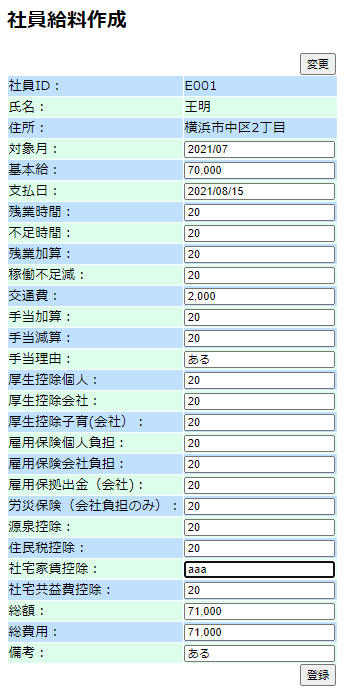 社員給料作成
変更
社員ID： E001
氏名： 王明
住所： 横浜市中区2丁目
対象月： 2021/07
基本給： 70,000
支払日： 2021/08/15
残業時間： 20
不足時間： 20
残業加算： 20
稼働不足減： 20
交通費： 2,000
手当加算： 20
手当減算： 20
手当理由： ある
厚生控除個人： 20
厚生控除会社： 20
厚生控除子育(会社)： 20
雇用保険個人負担： 20
雇用保険会社負担： 20
雇用保拠出金（会社)： 20
労災保険（会社負担のみ）： 20
源泉控除： 20
住民税控除： 20
社宅家賃控除： aaa
社宅共益費控除： 20
総額： 71,000
総費用： 71,000
備考： ある
登録